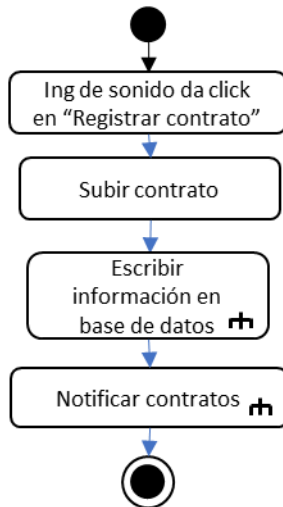 Ing de sonido da click
en “Registrar contrato”
Subir contrato
Escribir
información en
base de datos
Notificar contratos